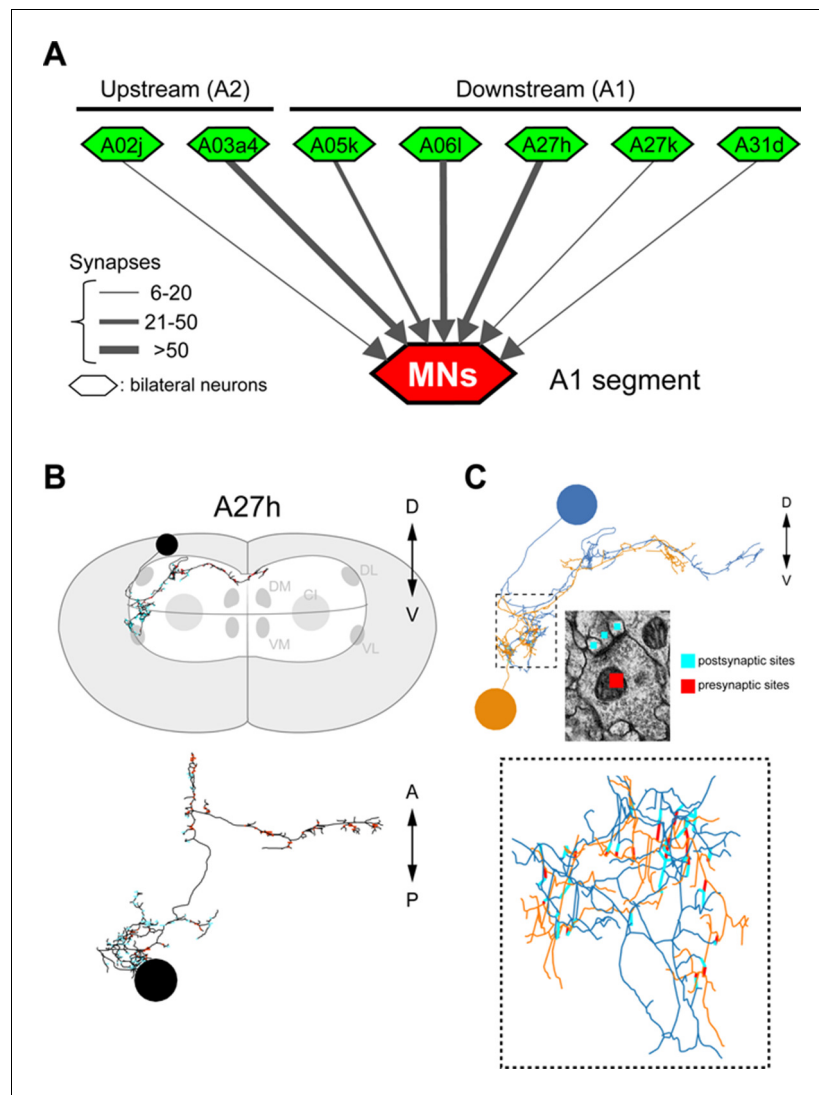 A
Upstream (A2)
Downstream (A1)
A02j
A03a4
A05k
A06l
A27h
A27k
A31d
Synapses
6-20
21-50
>50
: bilateral neurons
MNs
A1 segment
B
A27h
D
V
DL
DM
CI
VM
VL
A
P
C
D
V
postsynaptic sites
presynaptic sites